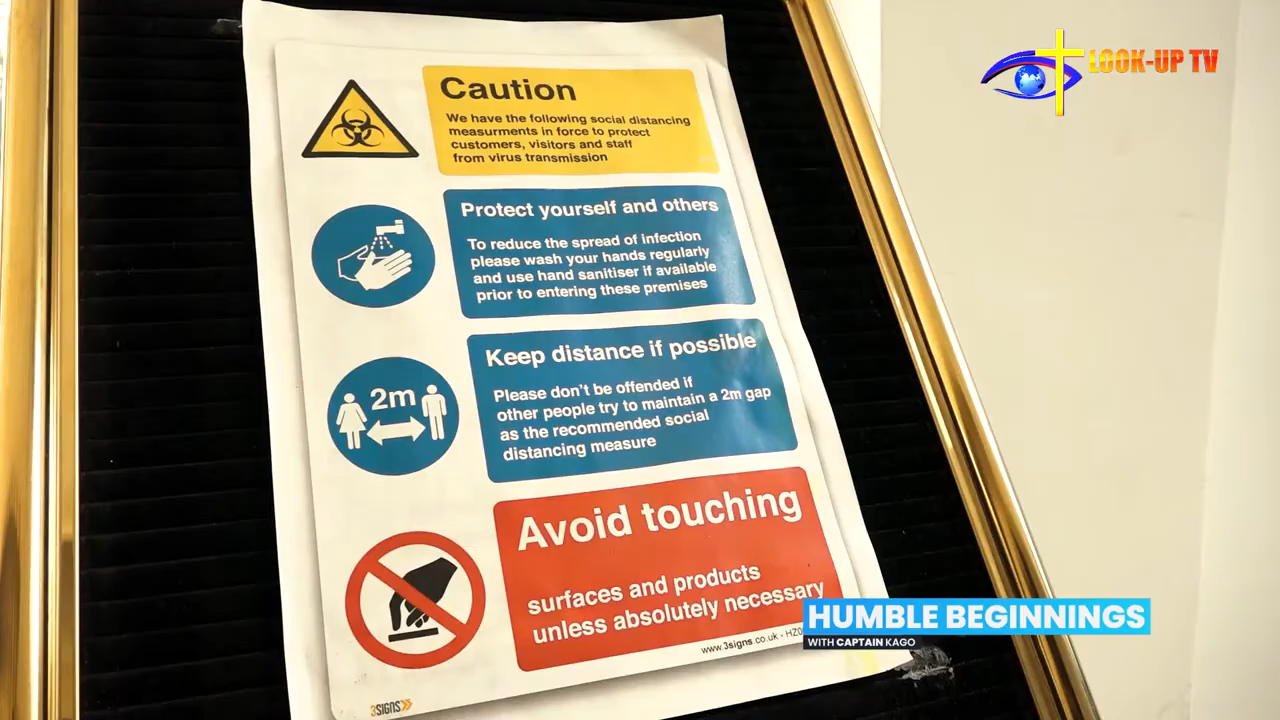 LOOK-UP TV
Caution
We have the following social distancing
measurments in force to protect
customers, visitors and staff
from virus transmission
Protect yourself and others
To reduce the spread of infection
please wash your hands regularly
and use hand sanitiser if available
prior to entering these premises
2m
Keep distance if possible
Please don't be offended if
other people try to maintain a 2m gap
as the recommended social
distancing measure
Avoid touching
surfaces and products
unless absolutely necessary
www.3signs.co.uk -
3SIGNS
HUMBLE BEGINNINGS
WITH CAPTAIN KAGO